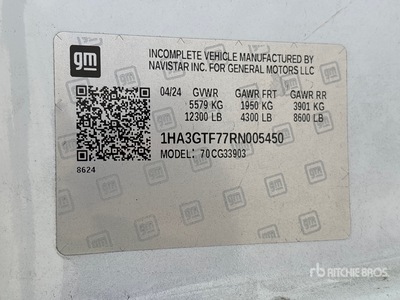 gm
INCOMPLETE VEHICLE MANUFACTURED BY
NAVISTAR INC. FOR GENERAL MOTORS LLC
04/24 GVWR GAWR FRT GAWR RR
5579 KG 1950 KG 3901 KG
12300 LB 4300 LB 8600 LB
1HA3GTF77RN005450
MODEL: 70CG33903
8624
rb RITCHIE BROS.